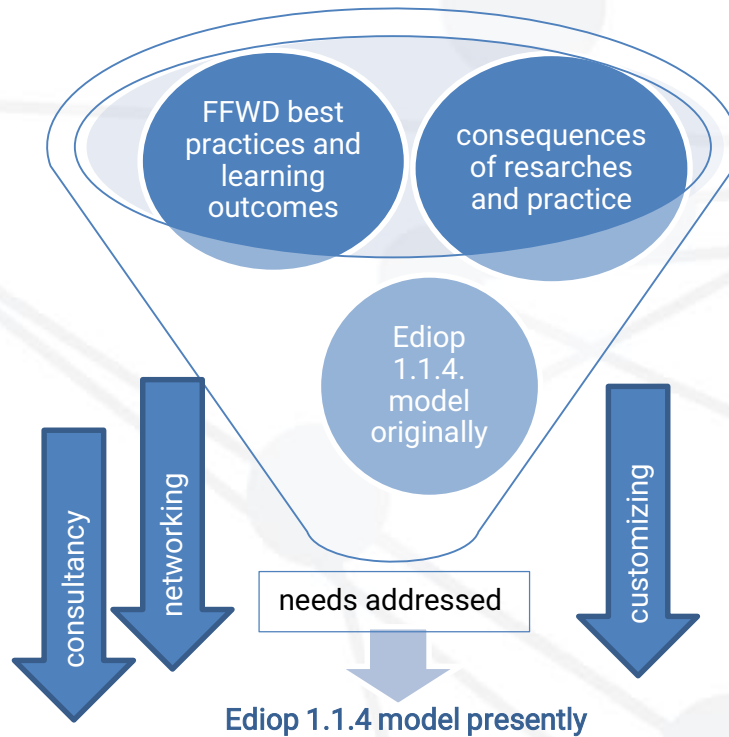 FFWD best
practices and
learning
outcomes
consequences
of resarches
and practice
Ediop
1.1.4.
model
originally
consultancy
networking
customizing
needs addressed
Ediop 1.1.4 model presently